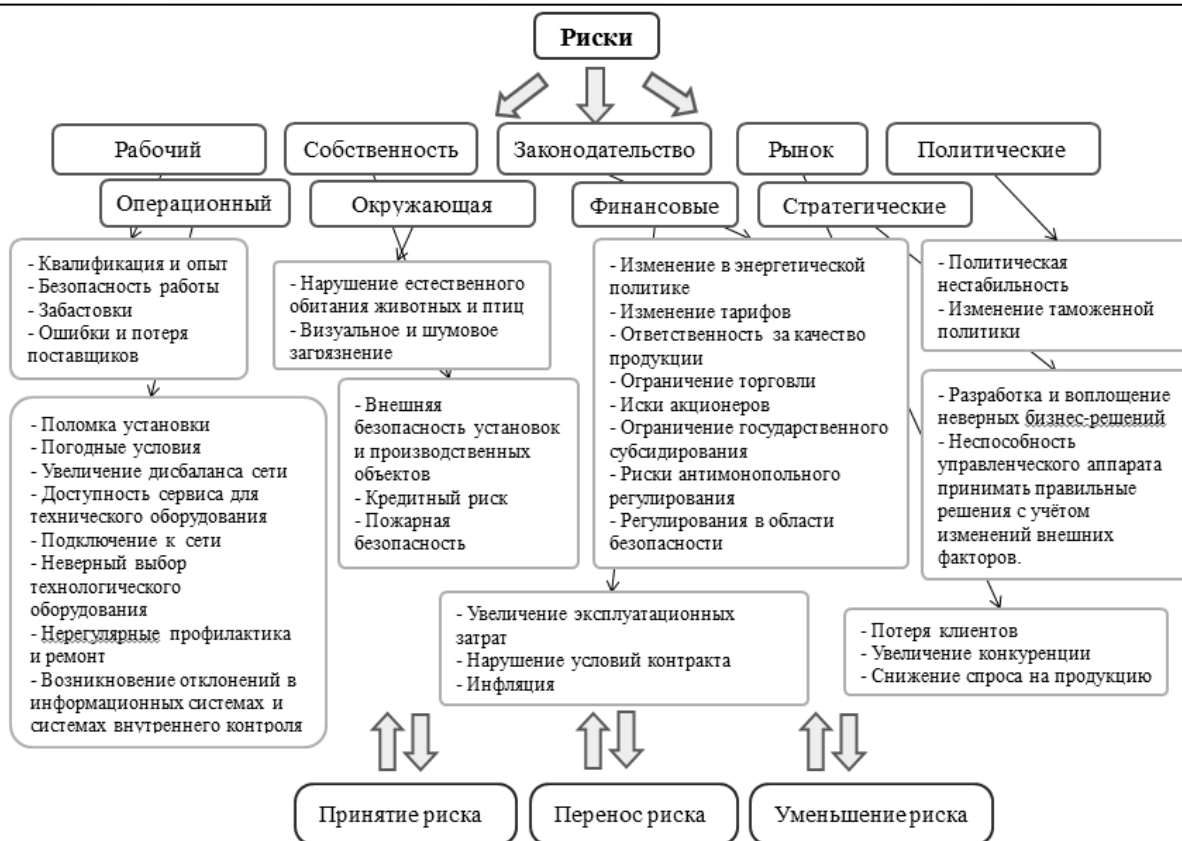 Риски
Рабочий
Собственность
Законодательство
Рынок
Политические
Операционный
Окружающая
Финансовые
Стратегические
- Квалификация и опыт
- Безопасность работы
- Забастовки
- Ошибки и потеря
поставщиков
- Нарушение естественного
обитания животных и птиц
- Визуальное и шумовое
загрязнение
- Изменение в энергетической
политике
- Изменение тарифов
- Ответственность за качество
продукции
- Ограничение торговли
- Иски акционеров
- Ограничение государственного
субсидирования
- Риски антимонопольного
регулирования
- Регулирования в области
безопасности
- Политическая
нестабильность
- Изменение таможенной
политики
- Поломка установки
- Погодные условия
- Увеличение дисбаланса сети
- Доступность сервиса для
технического оборудования
- Подключение к сети
- Неверный выбор
технологического
оборудования
- Нерегулярные профилактика
и ремонт
- Возникновение отклонений в
информационных системах и
системах внутреннего контроля
- Внешняя
безопасность установок
и производственных
объектов
- Кредитный риск
- Пожарная
безопасность
- Разработка и воплощение
неверных бизнес-решений
- Неспособность
управленческого аппарата
принимать правильные
решения с учётом
изменений внешних
факторов.
- Увеличение эксплуатационных
затрат
- Нарушение условий контракта
- Инфляция
- Потеря клиентов
- Увеличение конкуренции
- Снижение спроса на продукцию
Принятие риска
Перенос риска
Уменьшение риска